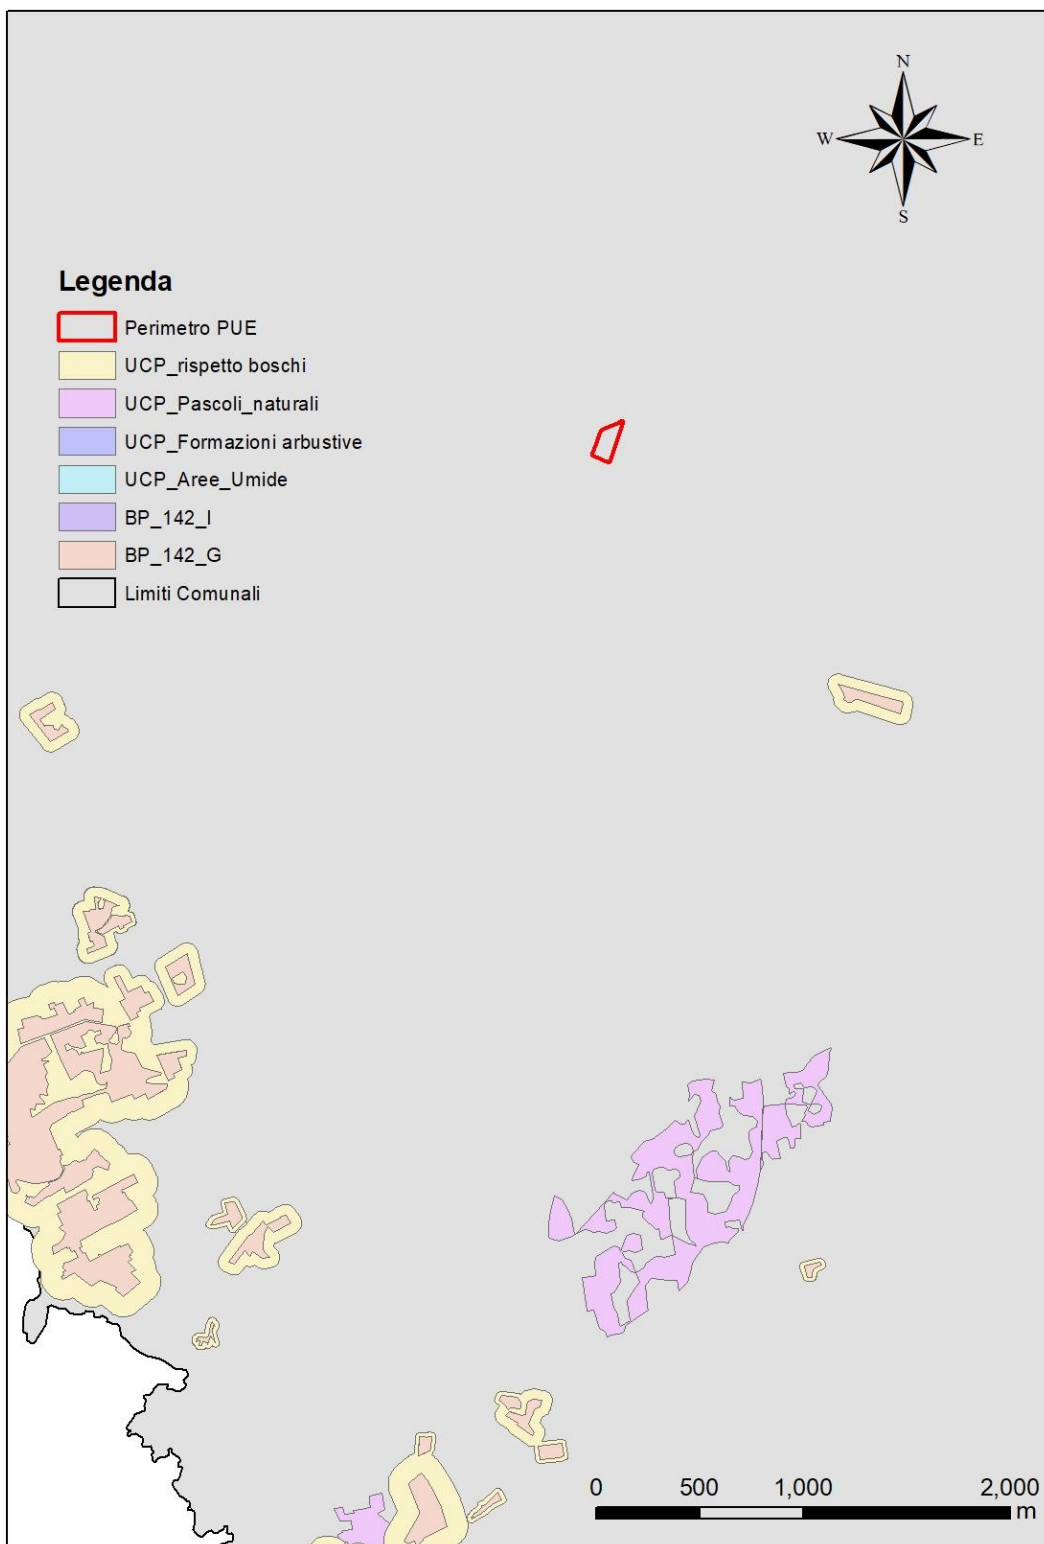 N
W E
S
Legenda
Perimetro PUE
UCP_rispetto boschi
UCP_Pascoli_naturali
UCP_Formazioni arbustive
UCP_Aree_Umide
BP_142_I
BP_142_G
Limiti Comunali
0 500 1,000 2,000
m